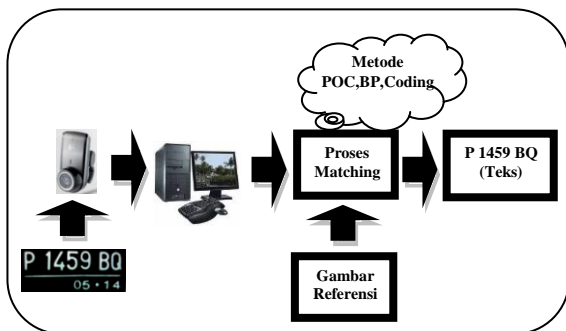 Metode
POC,BP,Coding
Proses
Matching
P 1459 BQ
(Teks)
P 1459 BQ
05•14
Gambar
Referensi